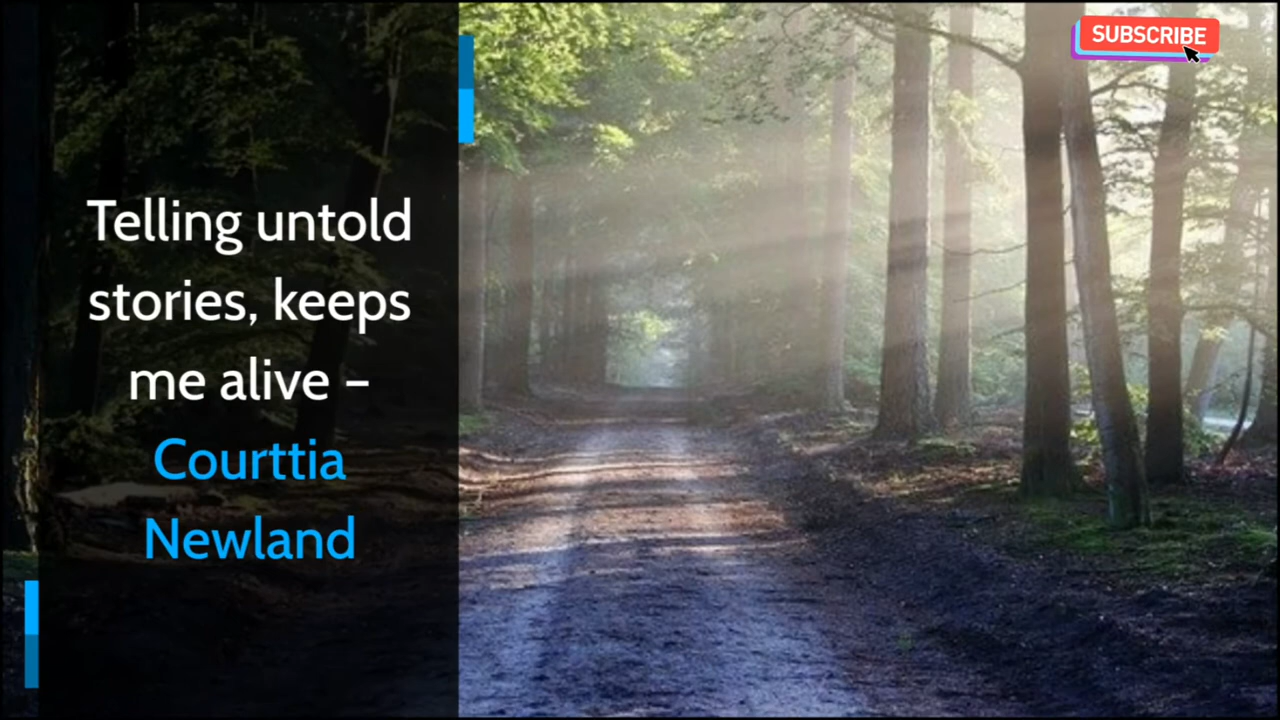 Telling untold
stories, keeps
me alive –
Courttia
Newland
SUBSCRIBE